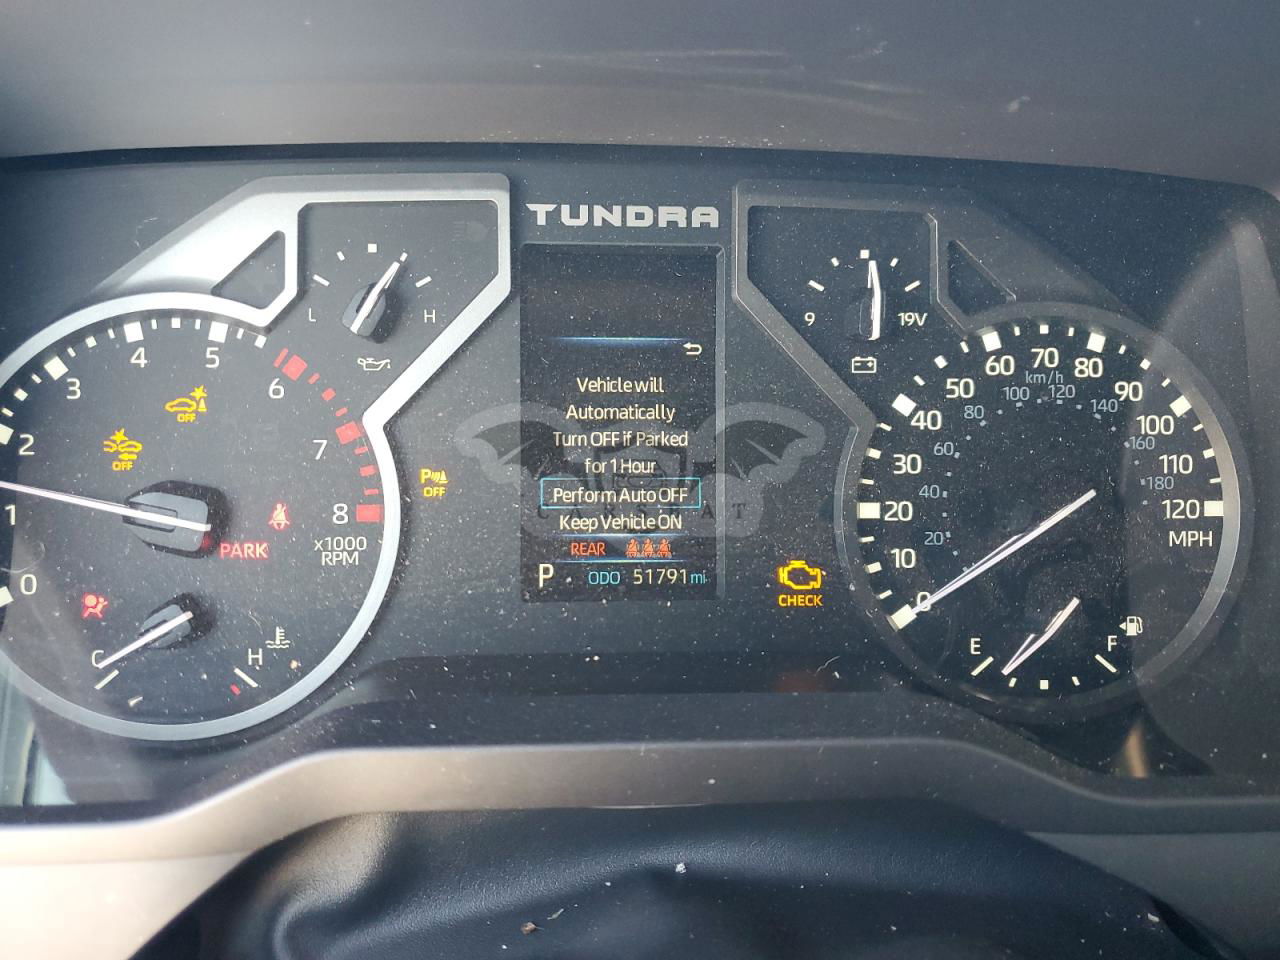 TUNDRA
L
H
9
19V
0
1
2
3
4
5
6
7
8
x1000
RPM
OFF
OFF
P
OFF
PARK
C
H
Vehicle will
Automatically
Turn OFF if Parked
for 1 Hour
Perform Auto OFF
Keep Vehicle ON
CARSBAT
REAR
P
ODO 51791 mi
CHECK
0
10
20
30
40
50
60
70
80
90
100
110
120
MPH
km/h
20
40
60
80
100
120
140
160
180
E
F